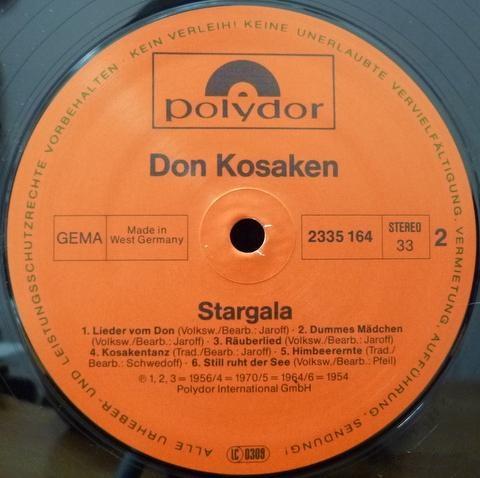 ALLE URHEBER- UND LEISTUNGSSCHUTZRECHTE VORBEHALTEN · KEIN VERLEIH! KEINE UNERLAUBTE VERVIELFÄLTIGUNG, VERMIETUNG, AUFFÜHRUNG, SENDUNG!
polydor
Don Kosaken
GEMA
Made in
West Germany
2335 164
STEREO
33
2
Stargala
1. Lieder vom Don (Volksw./Bearb.: Jaroff) · 2. Dummes Mädchen
(Volksw./Bearb.: Jaroff) · 3. Räuberlied (Volksw./Bearb.: Jaroff)
4. Kosakentanz (Trad./Bearb.: Jaroff) · 5. Himbeerernte (Trad./
Bearb.: Schwedoff) · 6. Still ruht der See (Volksw./Bearb.: Pfeil)
℗ 1, 2, 3 = 1956/4 = 1970/5 = 1964/6 = 1954
Polydor International GmbH
LC 0309